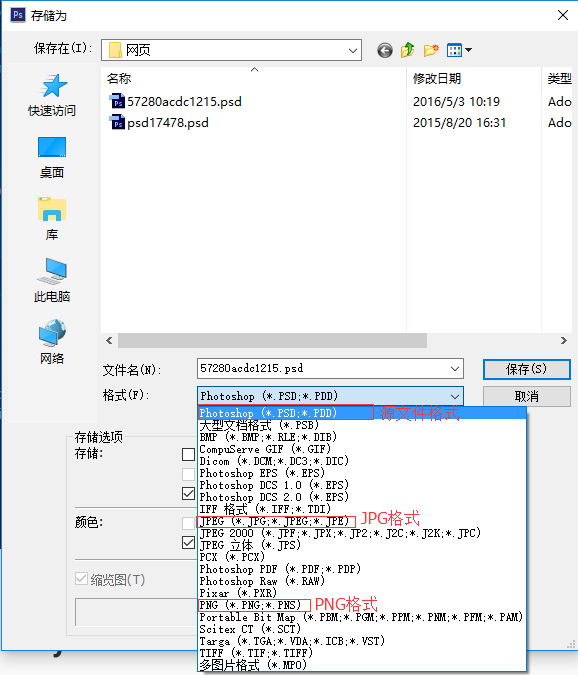 Ps 存储为
保存在(I): 网页
名称 修改日期 类型
57280acdc1215.psd 2016/5/3 10:19 Ado
psd17478.psd 2015/8/20 16:31 Ado
快速访问
桌面
库
此电脑
网络
文件名(N): 57280acdc1215.psd 保存(S)
格式(F): Photoshop (*.PSD;*.PDD) 取消
Photoshop (*.PSD;*.PDD) 源文件格式
大型文档格式 (*.PSB)
BMP (*.BMP;*.RLE;*.DIB)
CompuServe GIF (*.GIF)
Dicom (*.DCM;*.DC3;*.DIC)
Photoshop EPS (*.EPS)
Photoshop DCS 1.0 (*.EPS)
Photoshop DCS 2.0 (*.EPS)
IFF 格式 (*.IFF;*.TDI)
JPEG (*.JPG;*.JPEG;*.JPE) JPG格式
JPEG 2000 (*.JPF;*.JPX;*.JP2;*.J2C;*.J2K;*.JPC)
JPEG 立体 (*.JPS)
PCX (*.PCX)
Photoshop PDF (*.PDF;*.PDP)
Photoshop Raw (*.RAW)
Pixar (*.PXR)
PNG (*.PNG;*.PNS) PNG格式
Portable Bit Map (*.PBM;*.PGM;*.PPM;*.PNM;*.PFM;*.PAM)
Scitex CT (*.SCT)
Targa (*.TGA;*.VDA;*.ICB;*.VST)
TIFF (*.TIF;*.TIFF)
多图片格式 (*.MPO)
存储选项
存储:
颜色:
缩览图(T)